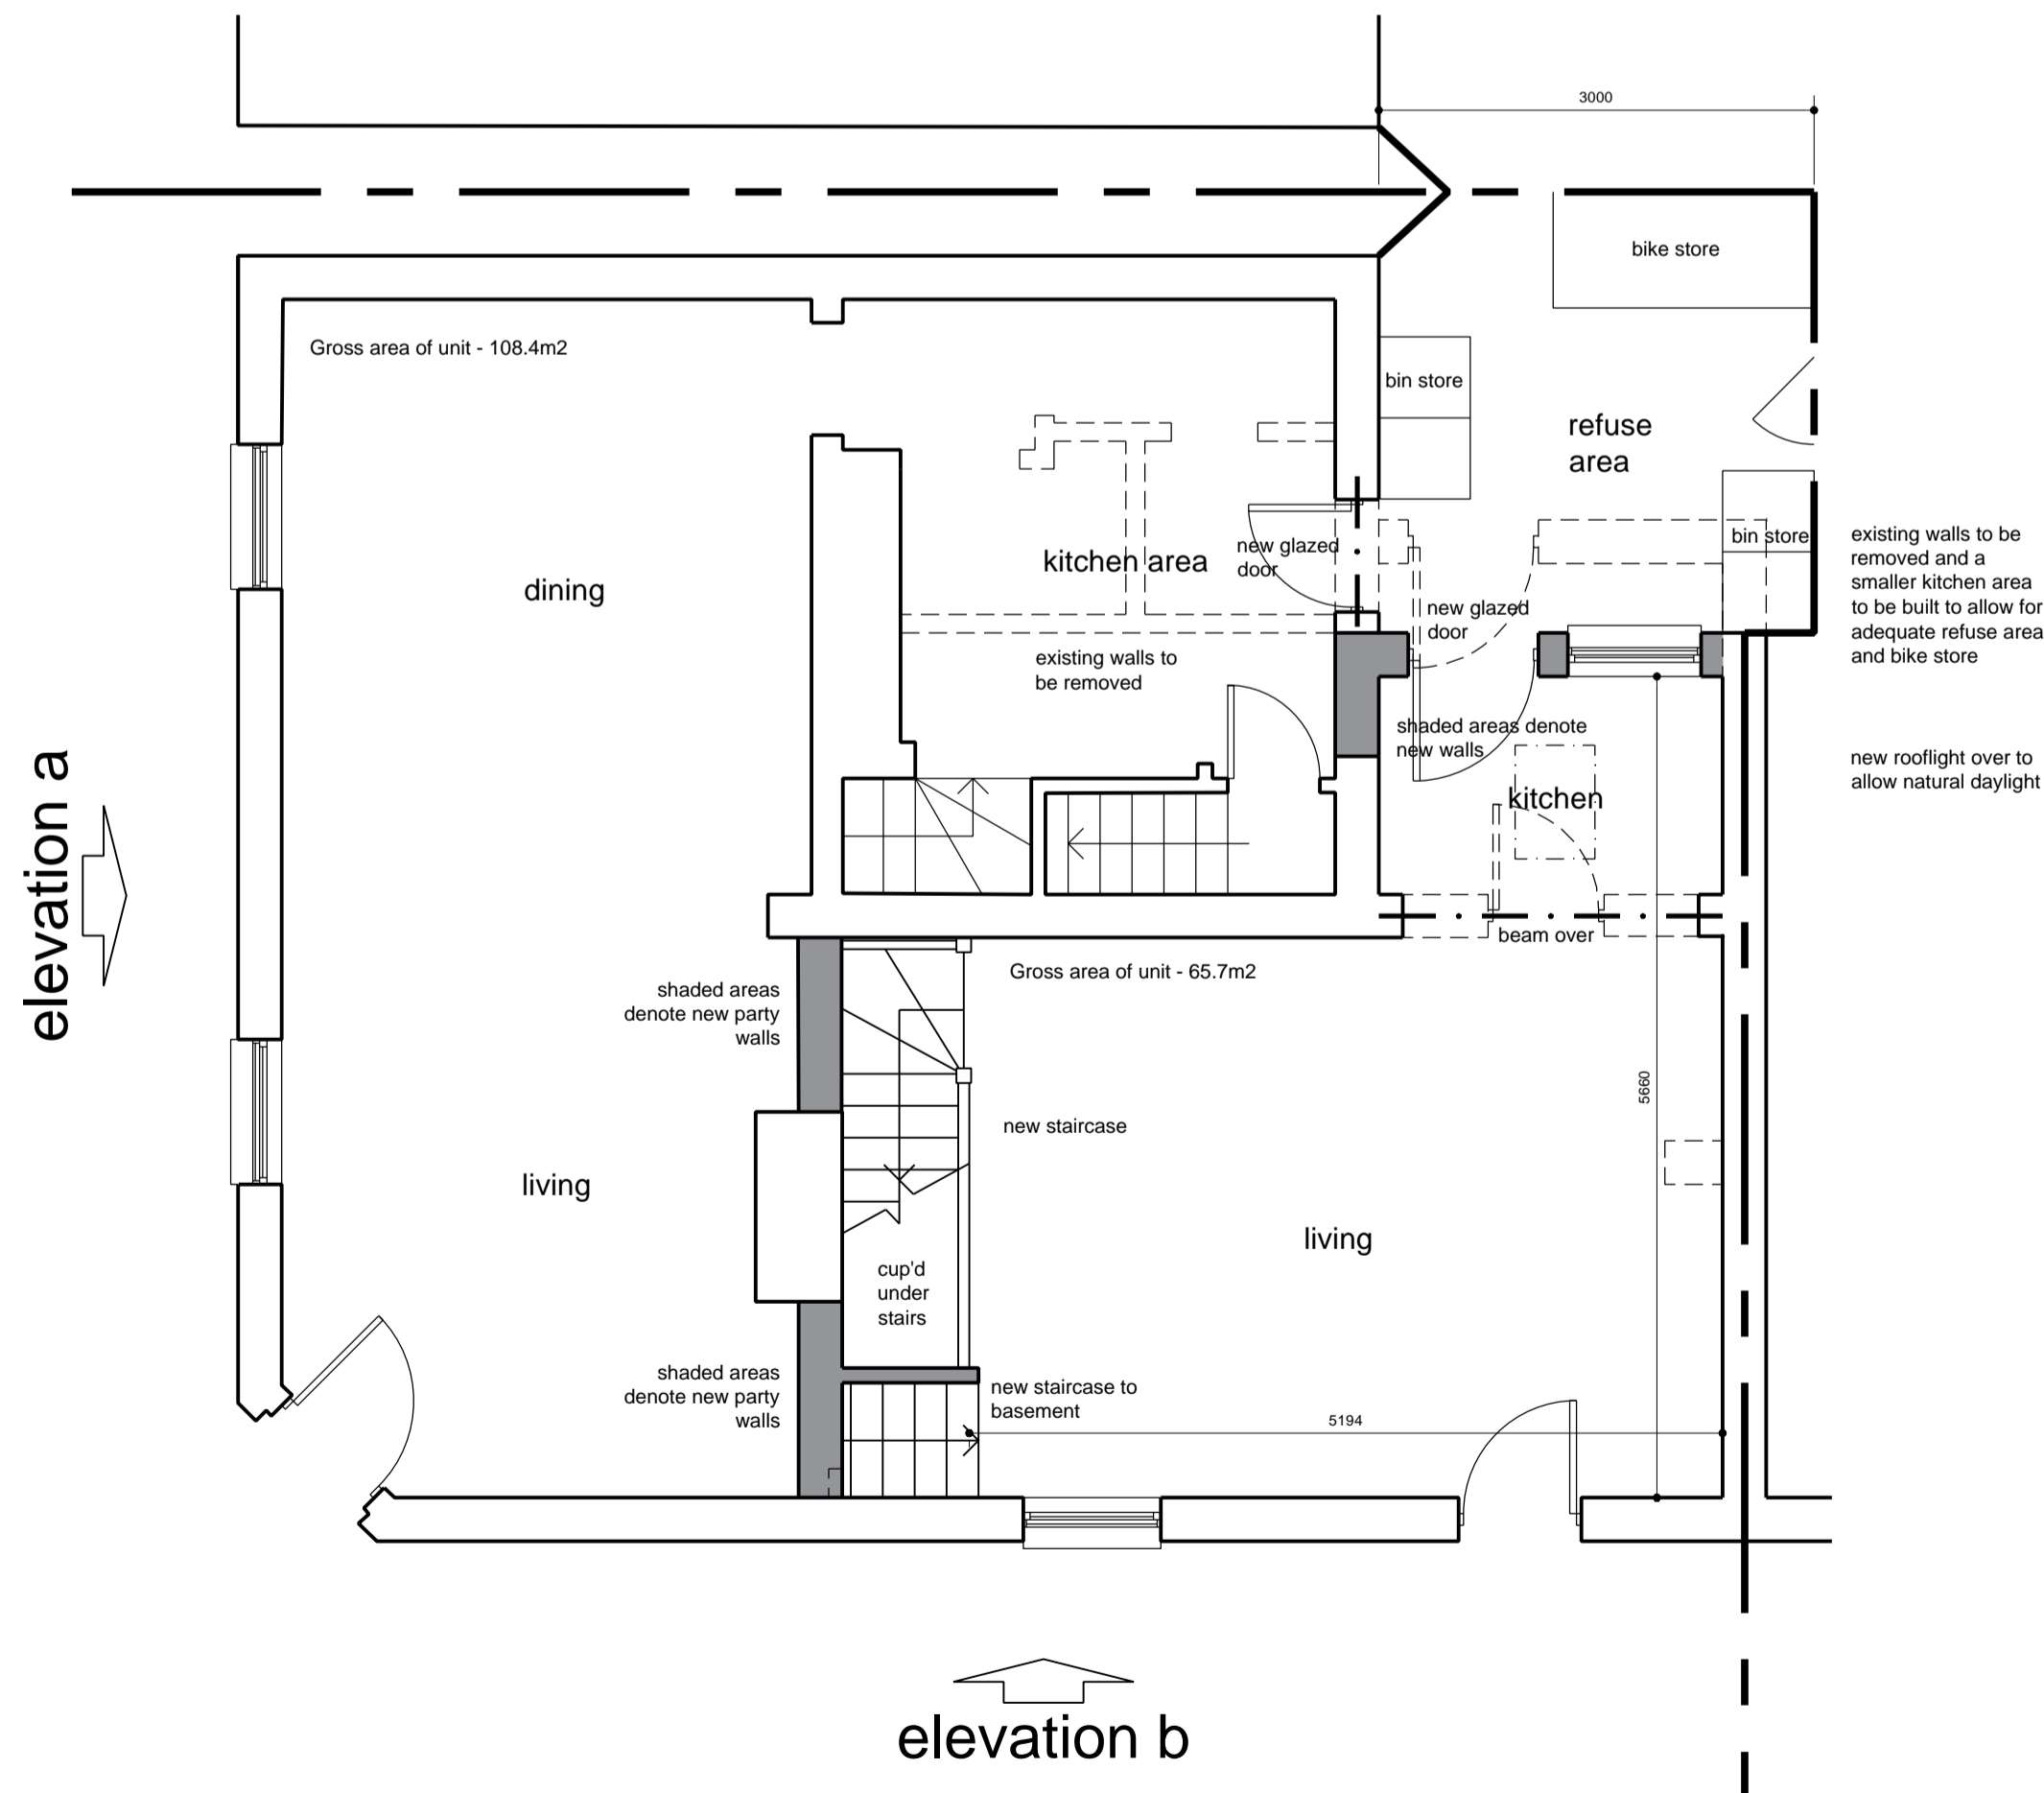 3000
bike store
Gross area of unit - 108.4m2
bin store
refuse
area
bin store
existing walls to be
removed and a
smaller kitchen area
to be built to allow for
adequate refuse area
and bike store
kitchen area
new glazed
door
dining
new glazed
door
existing walls to
be removed
shaded areas denote
new walls
new rooflight over to
allow natural daylight
kitchen
elevation a
beam over
Gross area of unit - 65.7m2
shaded areas
denote new party
walls
5660
new staircase
living
living
cup'd
under
stairs
shaded areas
denote new party
walls
new staircase to
basement
5194
elevation b